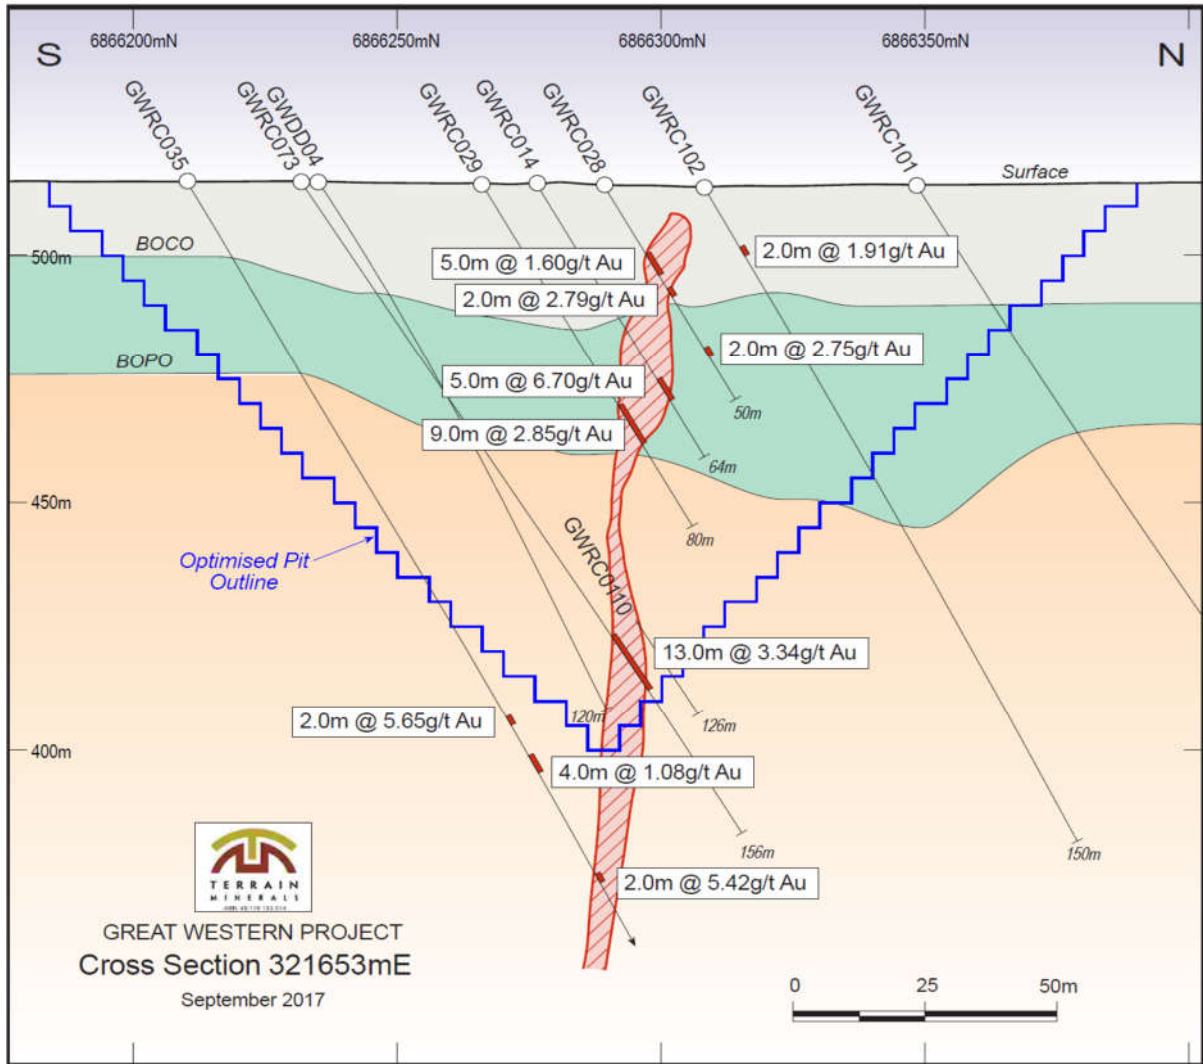 S
6866200mN
6866250mN
6866300mN
6866350mN
N
GWRC035
GWRC073
GWDD04
GWRC029
GWRC014
GWRC028
GWRC102
GWRC101
Surface
BOCO
500m
5.0m @ 1.60g/t Au
2.0m @ 1.91g/t Au
2.0m @ 2.79g/t Au
2.0m @ 2.75g/t Au
BOPO
5.0m @ 6.70g/t Au
50m
9.0m @ 2.85g/t Au
64m
450m
80m
Optimised Pit
Outline
GWRC0110
13.0m @ 3.34g/t Au
2.0m @ 5.65g/t Au
120m
126m
400m
4.0m @ 1.08g/t Au
156m
150m
2.0m @ 5.42g/t Au
TERRAIN
MINERALS
GREAT WESTERN PROJECT
Cross Section 321653mE
September 2017
0
25
50m